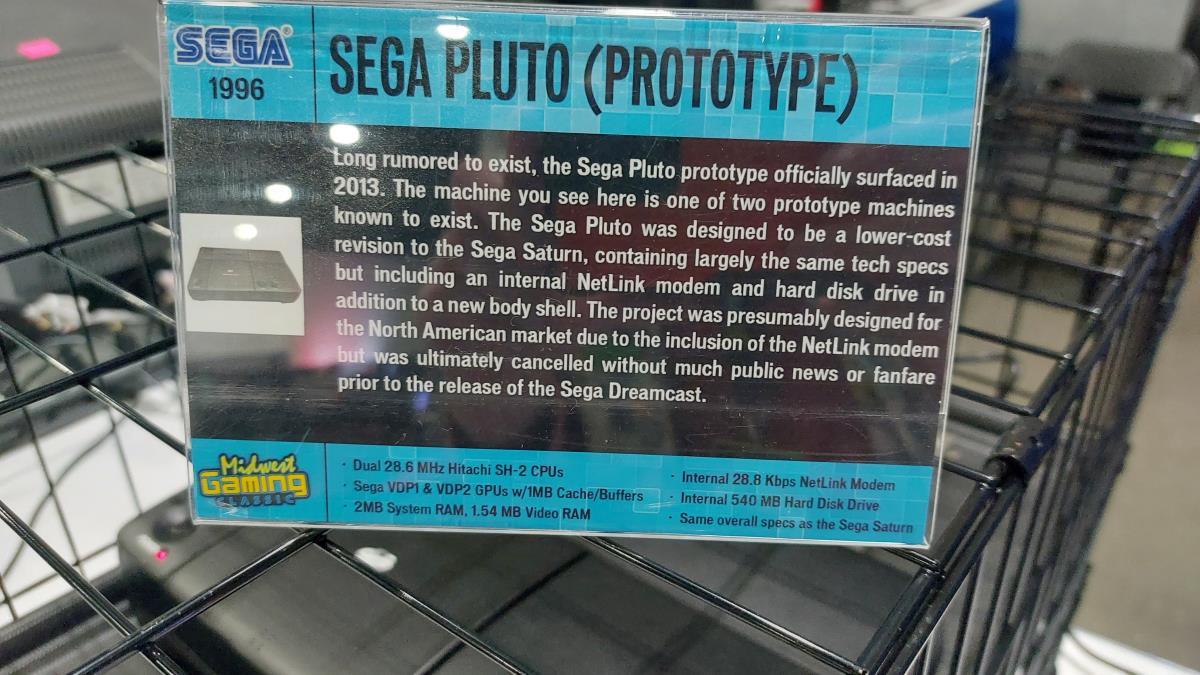 SEGA®
1996
SEGA PLUTO (PROTOTYPE)
Long rumored to exist, the Sega Pluto prototype officially surfaced in
2013. The machine you see here is one of two prototype machines
known to exist. The Sega Pluto was designed to be a lower-cost
revision to the Sega Saturn, containing largely the same tech specs
but including an internal NetLink modem and hard disk drive in
addition to a new body shell. The project was presumably designed for
the North American market due to the inclusion of the NetLink modem
but was ultimately cancelled without much public news or fanfare
prior to the release of the Sega Dreamcast.
Midwest
Gaming
CLASSIC
· Dual 28.6 MHz Hitachi SH-2 CPUs
· Sega VDP1 & VDP2 GPUs w/1MB Cache/Buffers
· 2MB System RAM, 1.54 MB Video RAM
· Internal 28.8 Kbps NetLink Modem
· Internal 540 MB Hard Disk Drive
· Same overall specs as the Sega Saturn